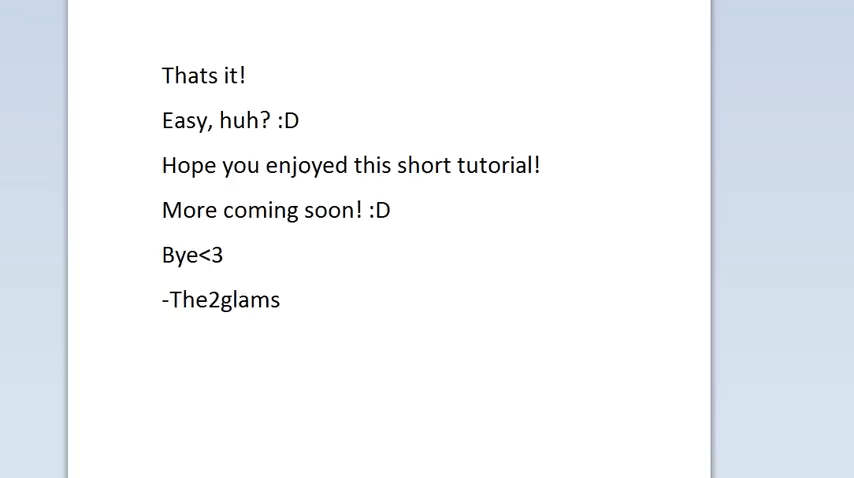 Thats it!
Easy, huh? :D
Hope you enjoyed this short tutorial!
More coming soon! :D
Bye<3
-The2glams